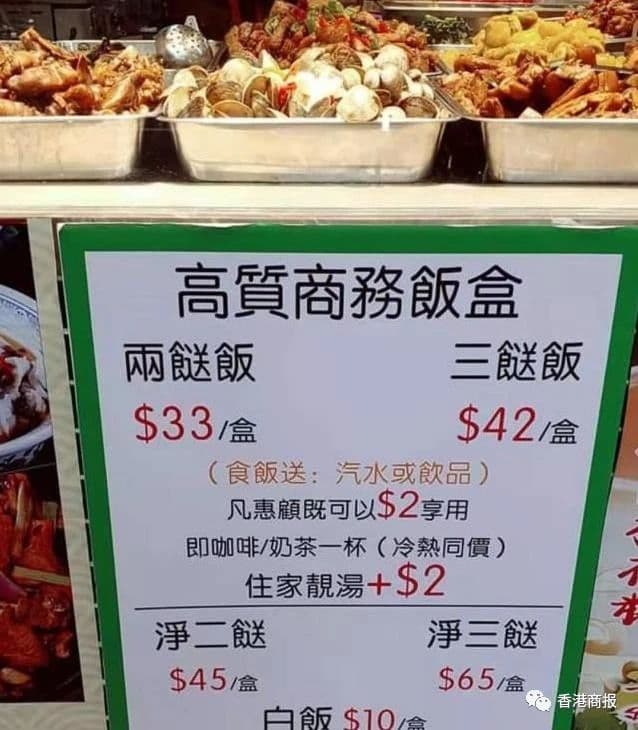 高質商務飯盒
兩餸飯 三餸飯
$33/盒 $42/盒
（食飯送：汽水或飲品）
凡惠顧既可以$2享用
即咖啡/奶茶一杯（冷熱同價）
住家靚湯+$2
淨二餸 淨三餸
$45/盒 $65/盒
白飯 $10/盒
香港商报